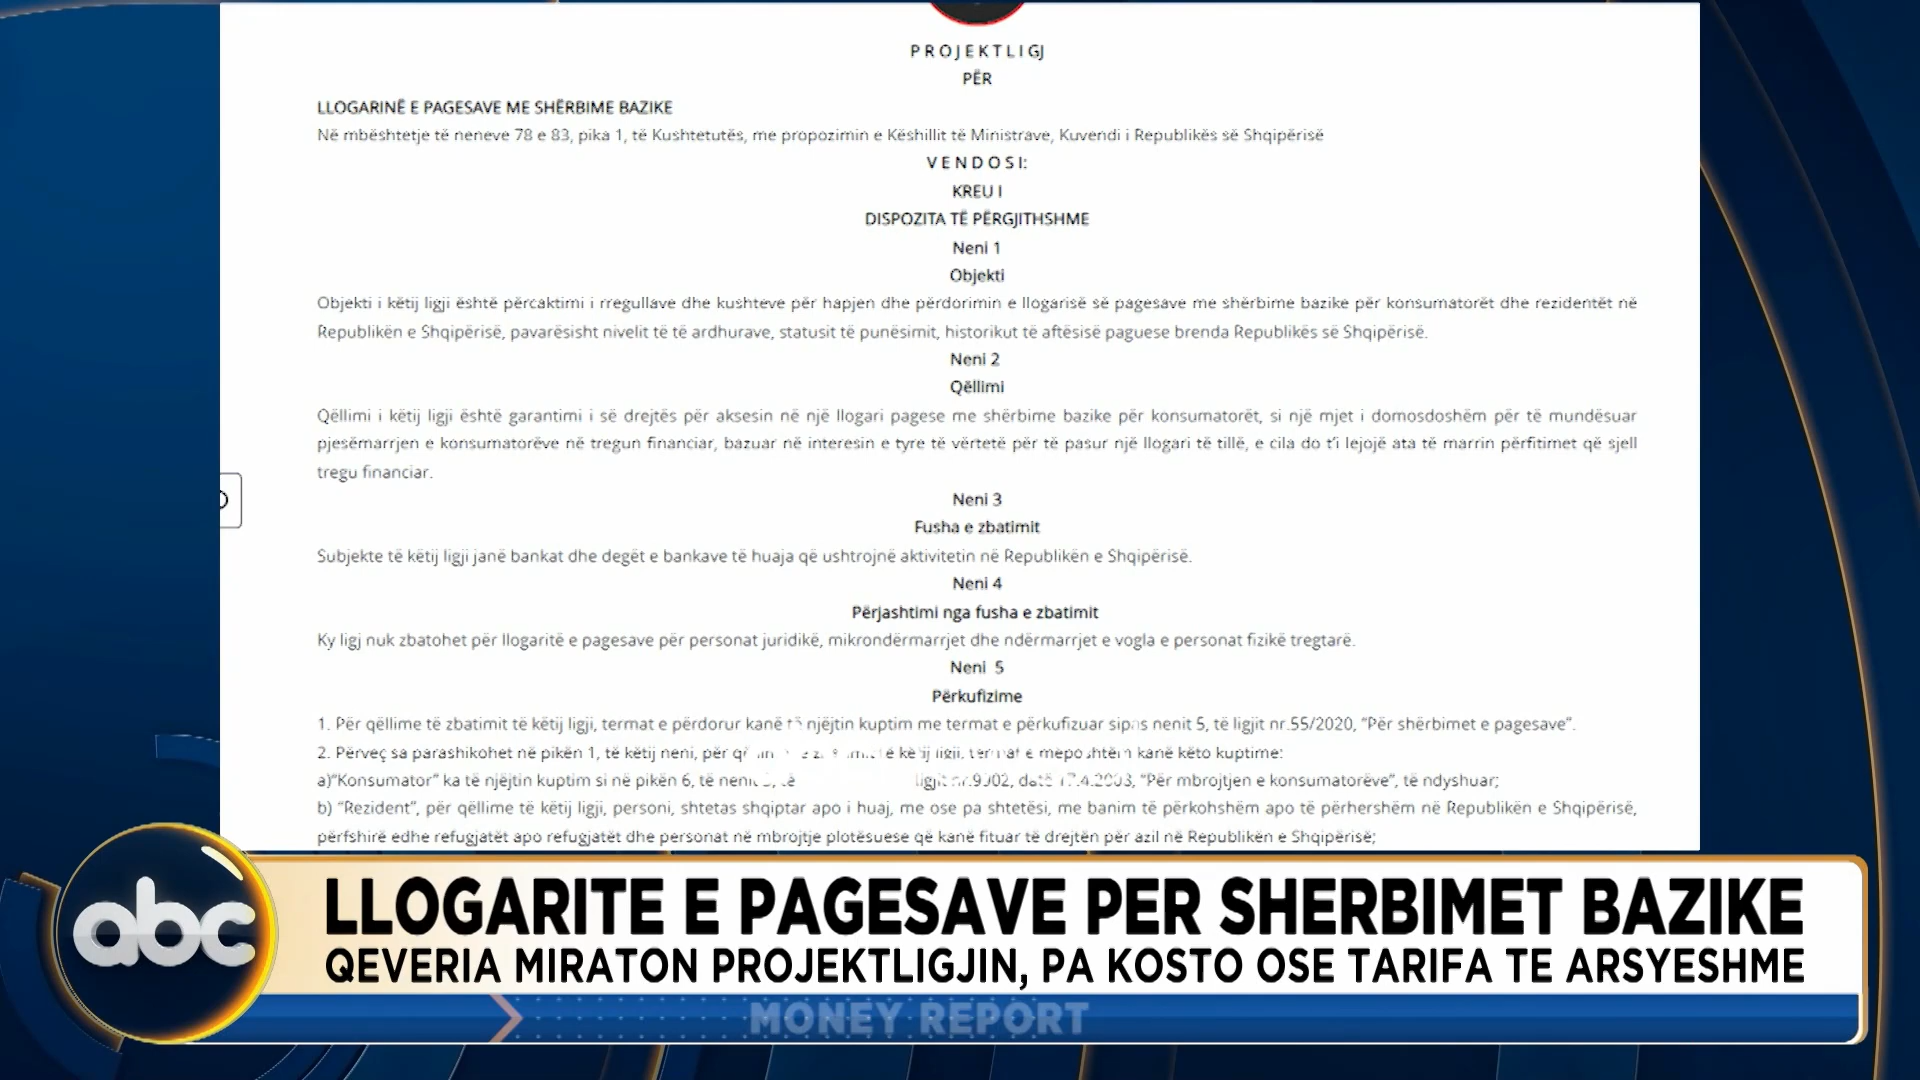 PROJEKTLIGJ
PËR
LLOGARINË E PAGESAVE ME SHËRBIME BAZIKE
Në mbështetje të neneve 78 e 83, pika 1, të Kushtetutës, me propozimin e Këshillit të Ministrave, Kuvendi i Republikës së Shqipërisë
VENDOSI:
KREU I
DISPOZITA TË PËRGJITHSHME
Neni 1
Objekti
Objekti i këtij ligji është përcaktimi i rregullave dhe kushteve për hapjen dhe përdorimin e llogarisë së pagesave me shërbime bazike për konsumatorët dhe rezidentët në
Republikën e Shqipërisë, pavarësisht nivelit të të ardhurave, statusit të punësimit, historikut të aftësisë paguese brenda Republikës së Shqipërisë.
Neni 2
Qëllimi
Qëllimi i këtij ligji është garantimi i së drejtës për aksesin në një llogari pagese me shërbime bazike për konsumatorët, si një mjet i domosdoshëm për të mundësuar
pjesëmarrjen e konsumatorëve në tregun financiar, bazuar në interesin e tyre të vërtetë për të pasur një llogari të tillë, e cila do t'i lejojë ata të marrin përfitimet që sjell
tregu financiar.
Neni 3
Fusha e zbatimit
Subjekte të këtij ligji janë bankat dhe degët e bankave të huaja që ushtrojnë aktivitetin në Republikën e Shqipërisë.
Neni 4
Përjashtimi nga fusha e zbatimit
Ky ligj nuk zbatohet për llogaritë e pagesave për personat juridikë, mikrondërmarrjet dhe ndërmarrjet e vogla e personat fizikë tregtarë.
Neni 5
Përkufizime
1. Për qëllime të zbatimit të këtij ligji, termat e përdorur kanë të njëjtin kuptim me termat e përkufizuar sipas nenit 5, të ligjit nr.55/2020, "Për shërbimet e pagesave".
2. Përveç sa parashikohet në pikën 1, të këtij neni, për të këtij ligji, termat e mëposhtëm kanë këto kuptime:
a)"Konsumator" ka të njëjtin kuptim si në pikën 6, të nenit të ligjit nr.9902, datë 17.4.2008, "Për mbrojtjen e konsumatorëve", të ndyshuar;
b) "Rezident", për qëllime të këtij ligji, personi, shtetas shqiptar apo i huaj, me ose pa shtetësi, me banim të përkohshëm apo të përhershëm në Republikën e Shqipërisë,
përfshirë edhe refugjatët apo refugjatët dhe personat në mbrojtje plotësuese që kanë fituar të drejtën për azil në Republikën e Shqipërisë;
abc
LLOGARITE E PAGESAVE PER SHERBIMET BAZIKE
QEVERIA MIRATON PROJEKTLIGJIN, PA KOSTO OSE TARIFA TE ARSYESHME
MONEY REPORT